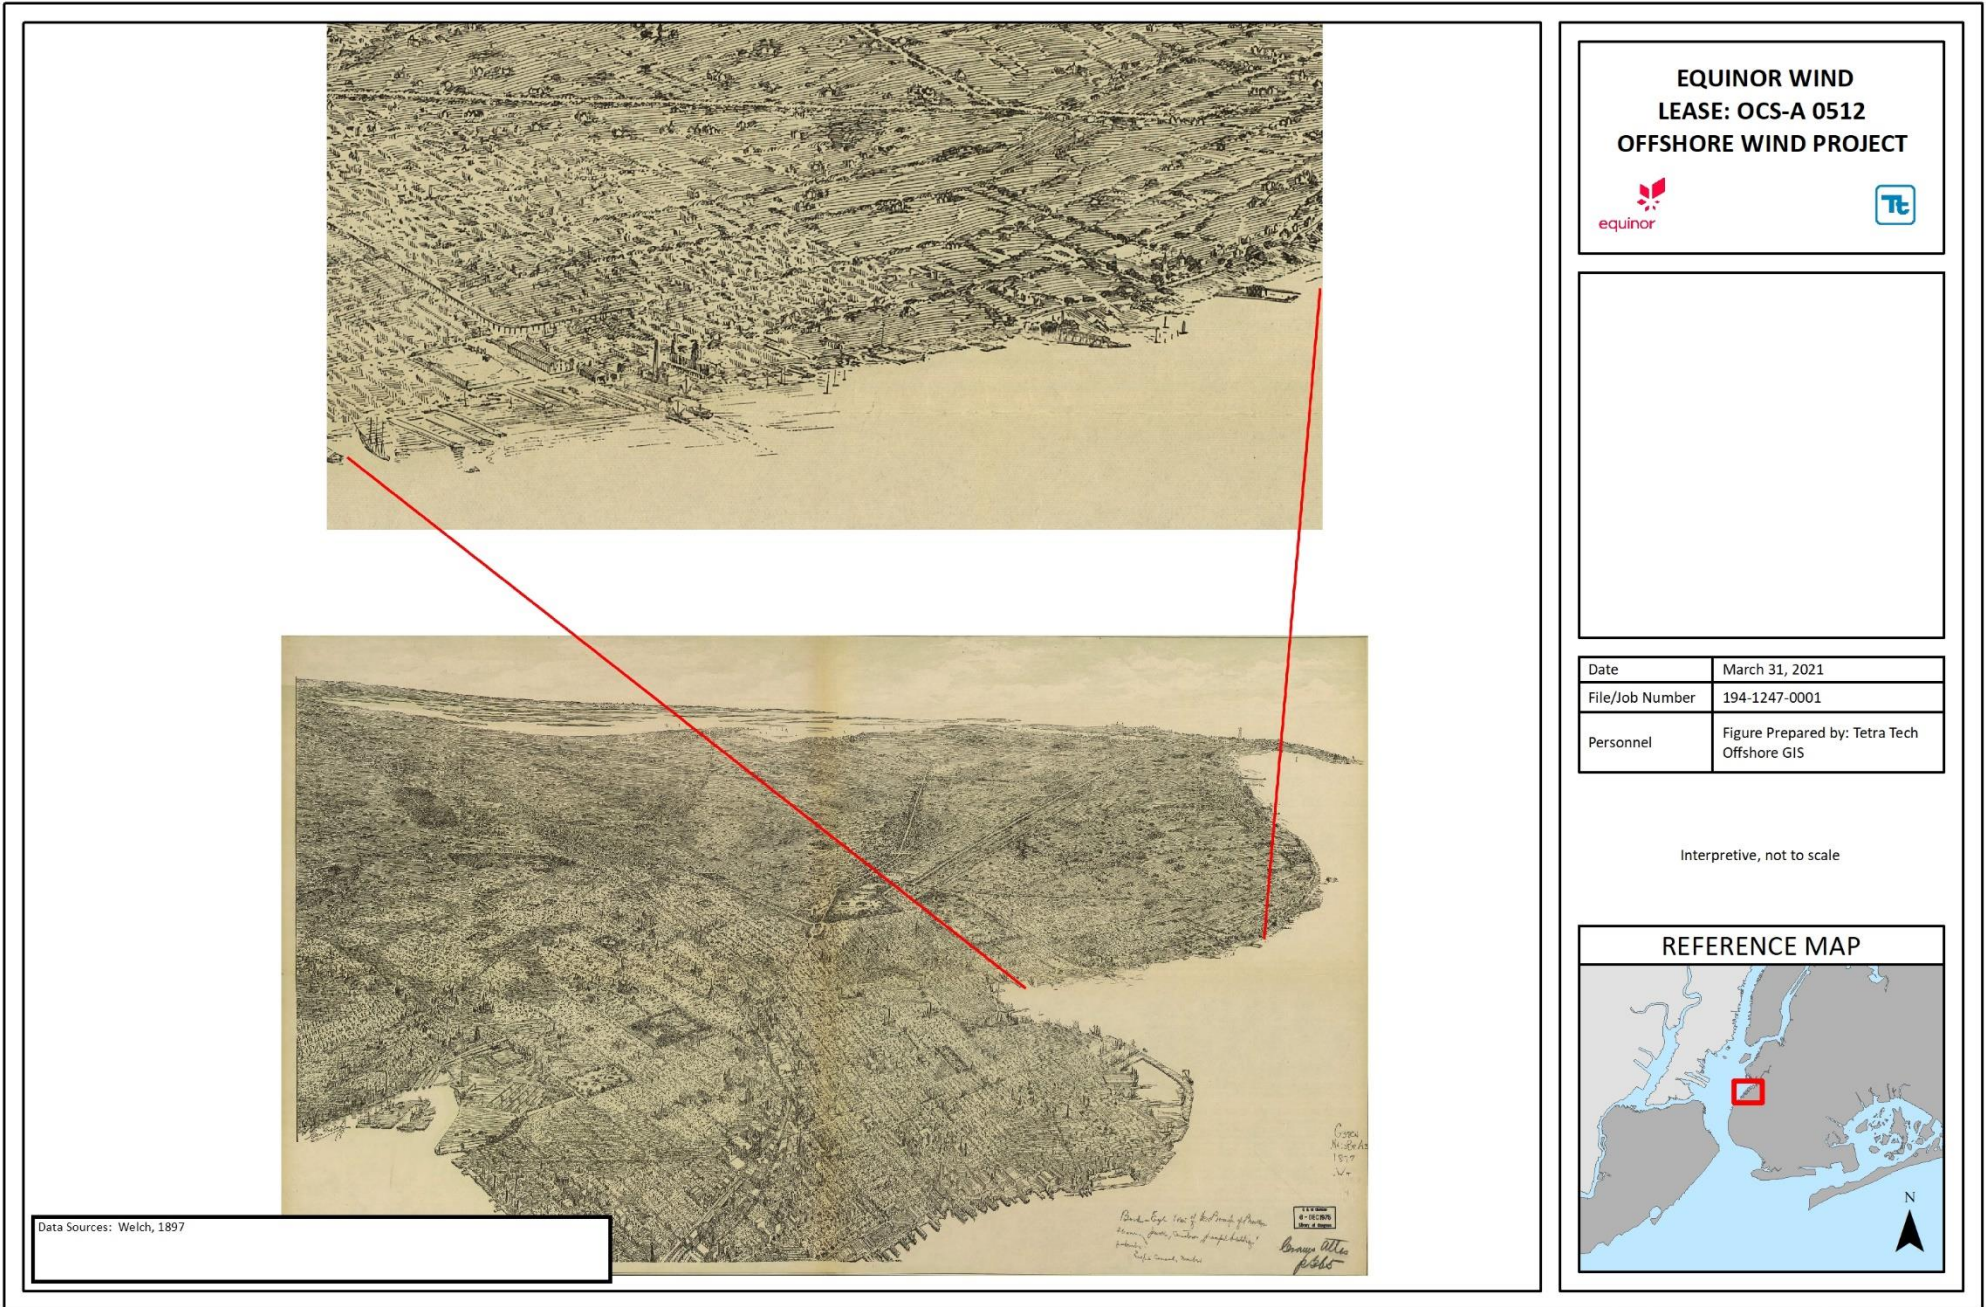 EQUINOR WIND
LEASE: OCS-A 0512
OFFSHORE WIND PROJECT
equinor
Tt
Date March 31, 2021
File/Job Number 194-1247-0001
Personnel Figure Prepared by: Tetra Tech
Offshore GIS
Interpretive, not to scale
REFERENCE MAP
N
Data Sources: Welch, 1897